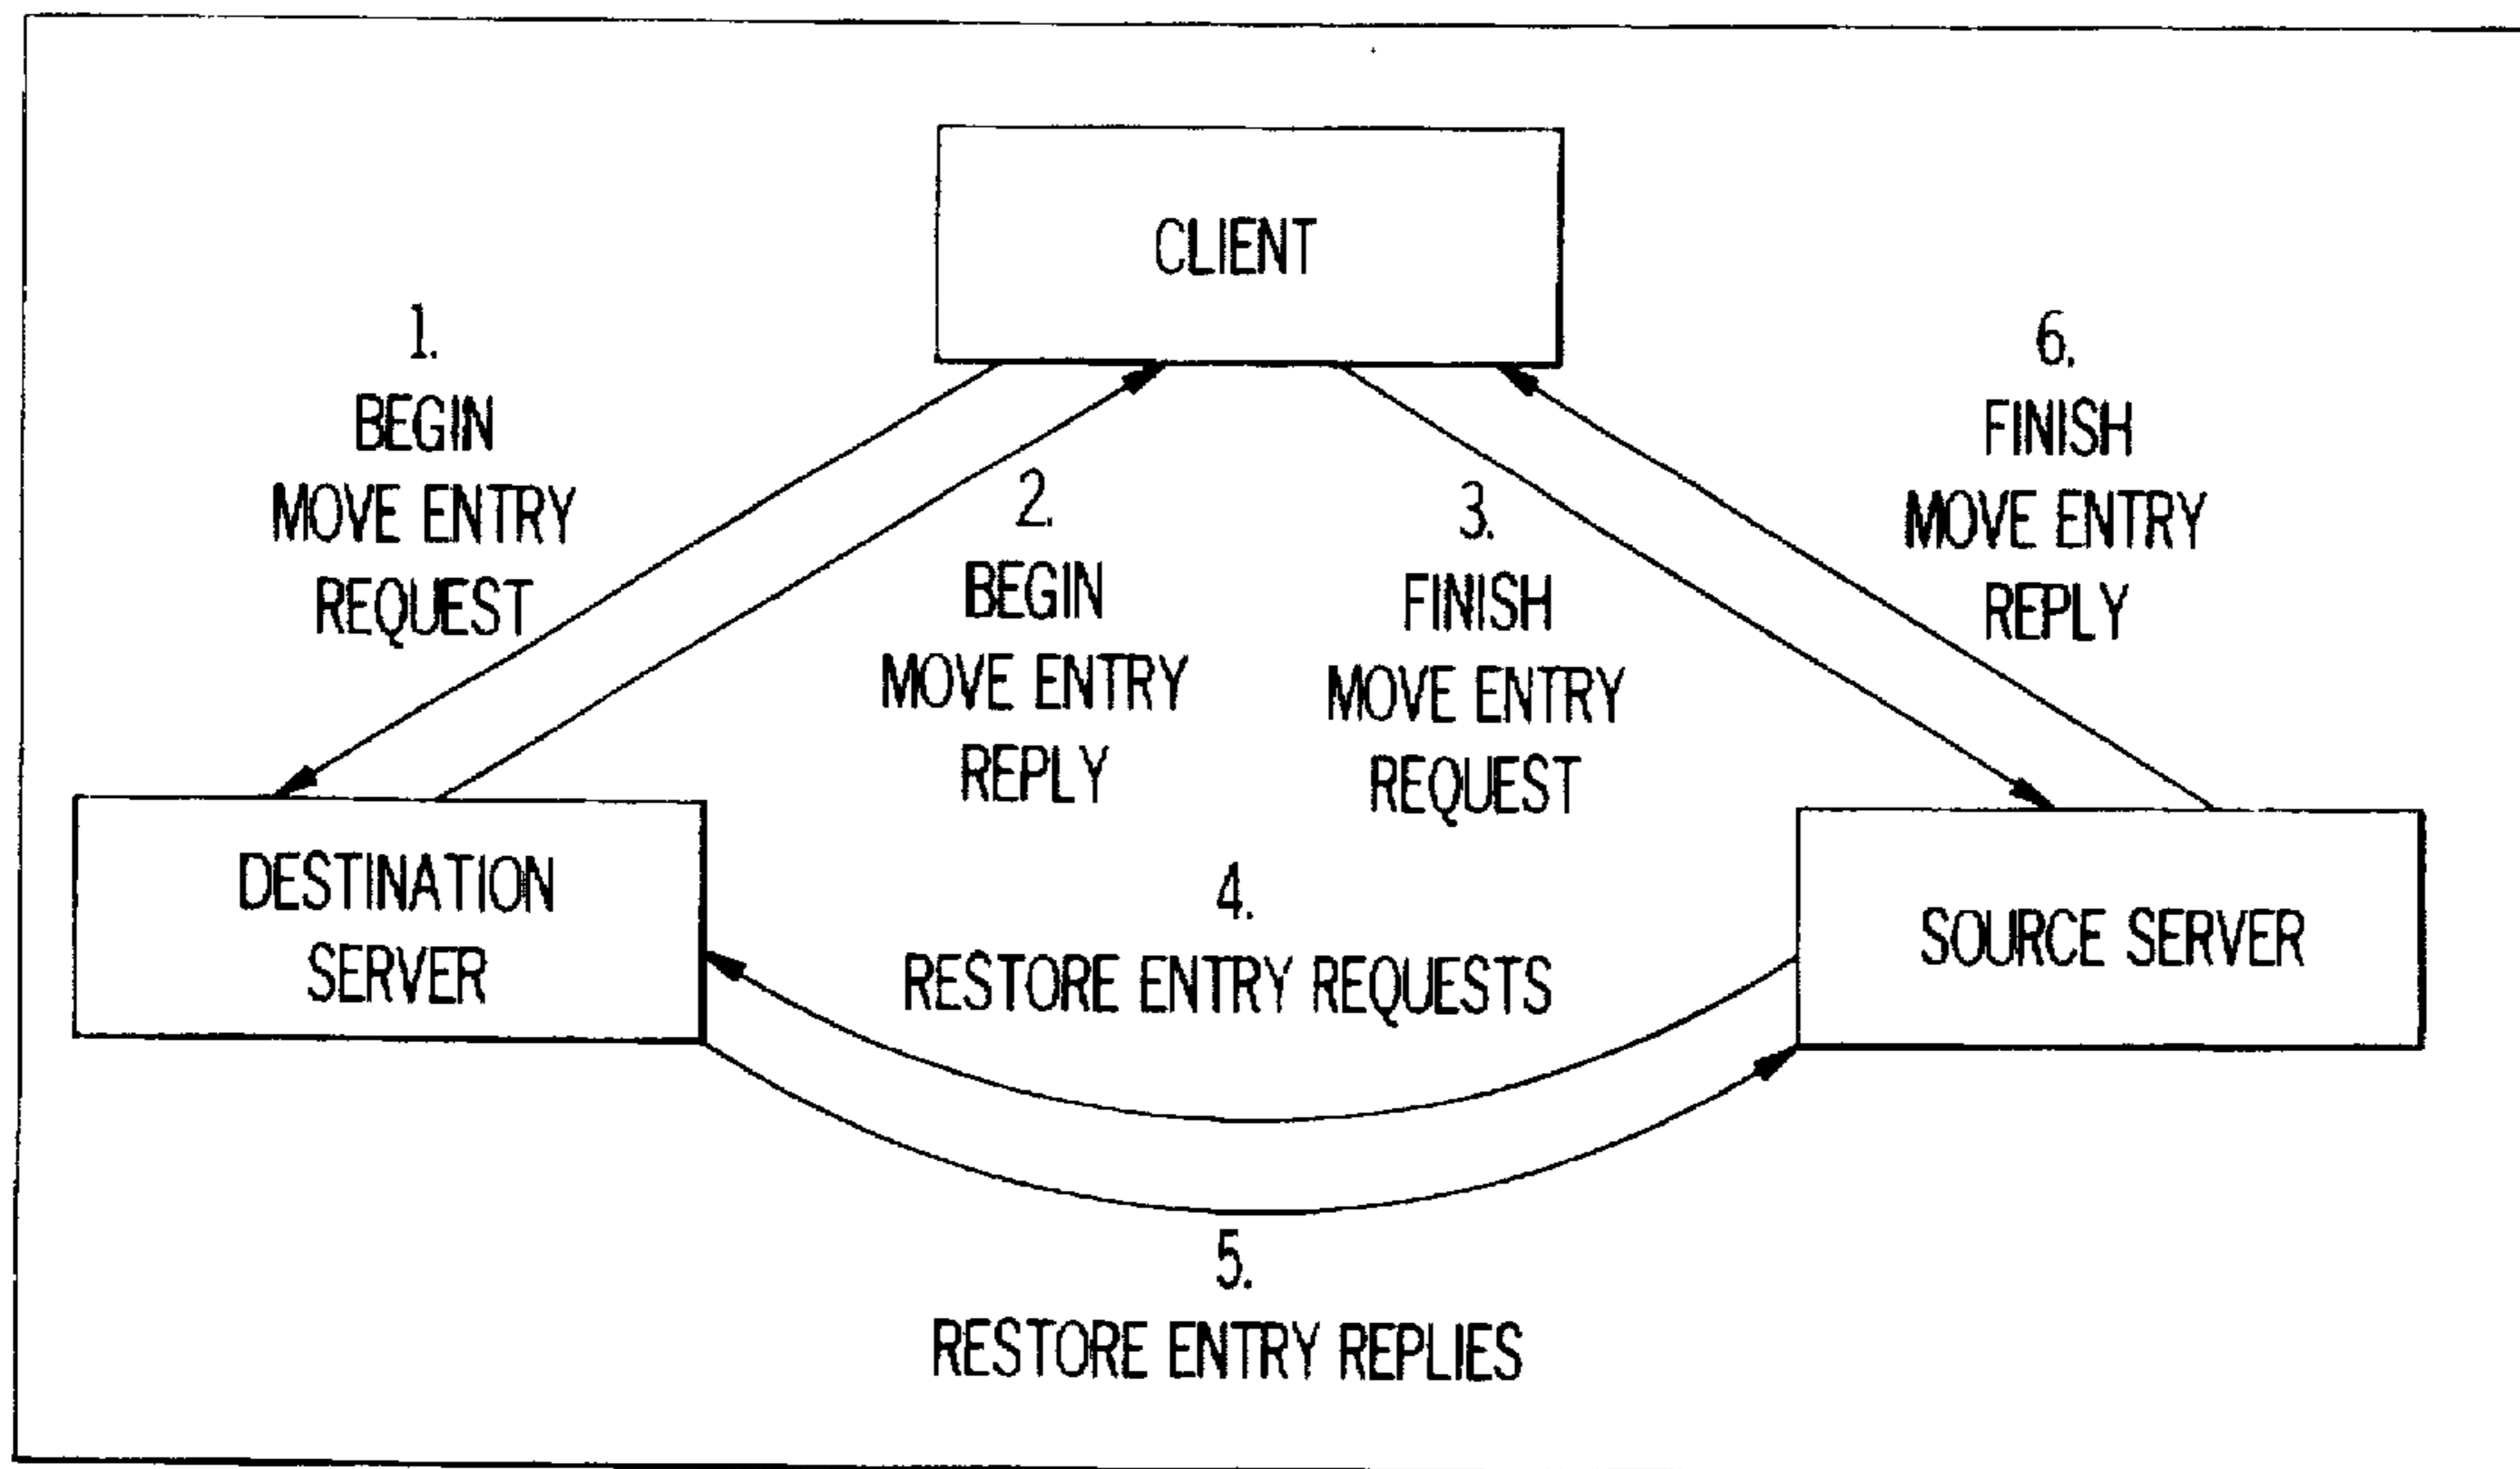 CLIENT
1.
BEGIN
MOVE ENTRY
REQUEST
2.
BEGIN
MOVE ENTRY
REPLY
3.
FINISH
MOVE ENTRY
REQUEST
6.
FINISH
MOVE ENTRY
REPLY
DESTINATION
SERVER
4.
RESTORE ENTRY REQUESTS
SOURCE SERVER
5.
RESTORE ENTRY REPLIES